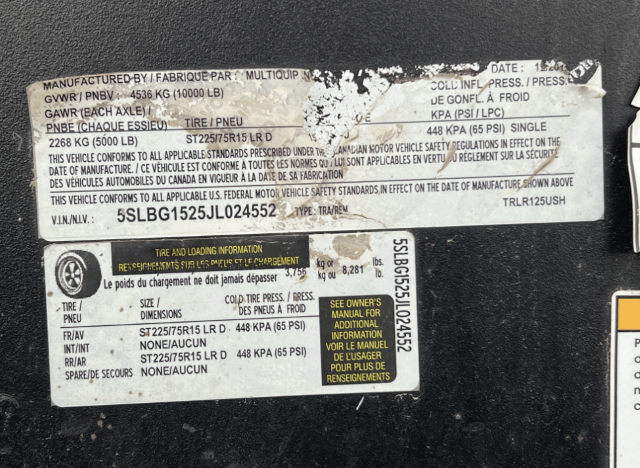 MANUFACTURED BY / FABRIQUE PAR : MULTIQUIP DATE :
GVWR / PNBV : 4536 KG (10000 LB) COLD INFL. PRESS. / PRESS.
GAWR (EACH AXLE) / DE GONFL. À FROID
PNBE (CHAQUE ESSIEU) TIRE / PNEU KPA (PSI / LPC)
2268 KG (5000 LB) ST225/75R15 LR D 448 KPA (65 PSI) SINGLE
THIS VEHICLE CONFORMS TO ALL APPLICABLE STANDARDS PRESCRIBED UNDER CANADIAN MOTOR VEHICLE SAFETY REGULATIONS IN EFFECT ON THE
DATE OF MANUFACTURE. / CE VÉHICULE EST CONFORME À TOUTES LES NORMES QUI LUI SONT APPLICABLES EN VERTU DU RÈGLEMENT SUR LA SÉCURITÉ
DES VÉHICULES AUTOMOBILES DU CANADA EN VIGUEUR À LA DATE DE SA FABRICATION
THIS VEHICLE CONFORMS TO ALL APPLICABLE U.S. FEDERAL MOTOR VEHICLE SAFETY STANDARDS IN EFFECT ON THE DATE OF MANUFACTURE SHOWN ABOVE
V.I.N./N.I.V.: 5SLBG1525JL024552 TYPE: TRA/REM TRLR125USH
TIRE AND LOADING INFORMATION
RENSEIGNEMENTS SUR LES PNEUS ET LE CHARGEMENT
Le poids du chargement ne doit jamais dépasser 3,756 kg or kg ou 8,281 lbs. lb.
TIRE / PNEU SIZE / DIMENSIONS COLD TIRE PRESS. / PRESS. DES PNEUS À FROID
FR/AV ST225/75R15 LR D 448 KPA (65 PSI)
INT/INT NONE/AUCUN
RR/AR ST225/75R15 LR D 448 KPA (65 PSI)
SPARE/DE SECOURS NONE/AUCUN
SEE OWNER'S
MANUAL FOR
ADDITIONAL
INFORMATION
VOIR LE MANUEL
DE L'USAGER
POUR PLUS DE
RENSEIGNEMENTS
5SLBG1525JL024552